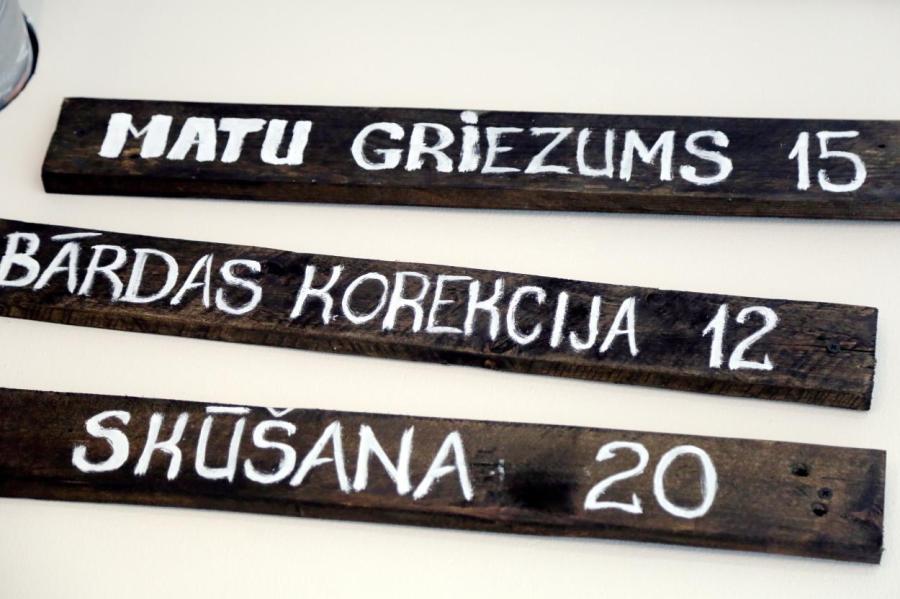 MATU GRIEZUMS 15
BĀRDAS KOREKCIJA 12
SKŪŠANA 20